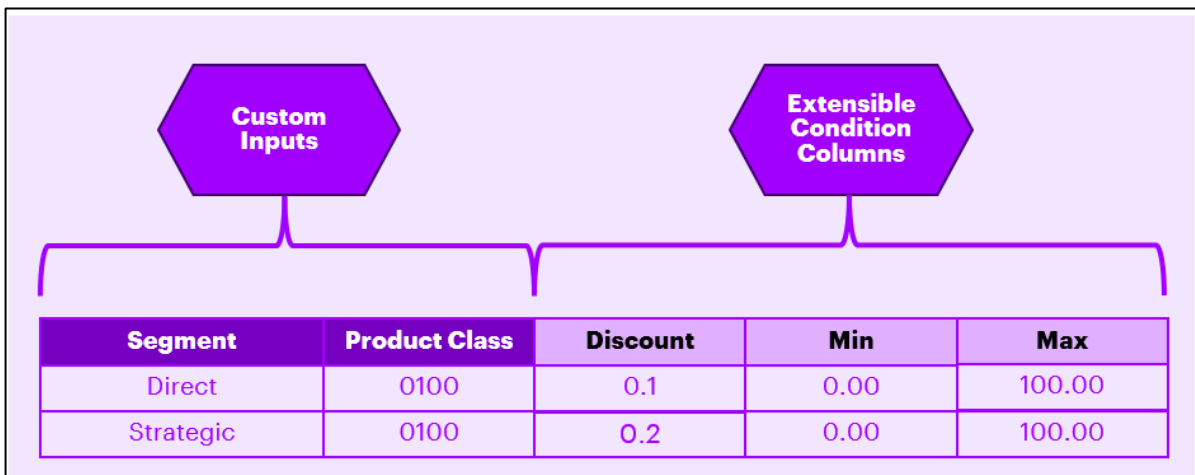 Custom
Inputs
Extensible
Condition
Columns
Segment Product Class Discount Min Max
Direct 0100 0.1 0.00 100.00
Strategic 0100 0.2 0.00 100.00